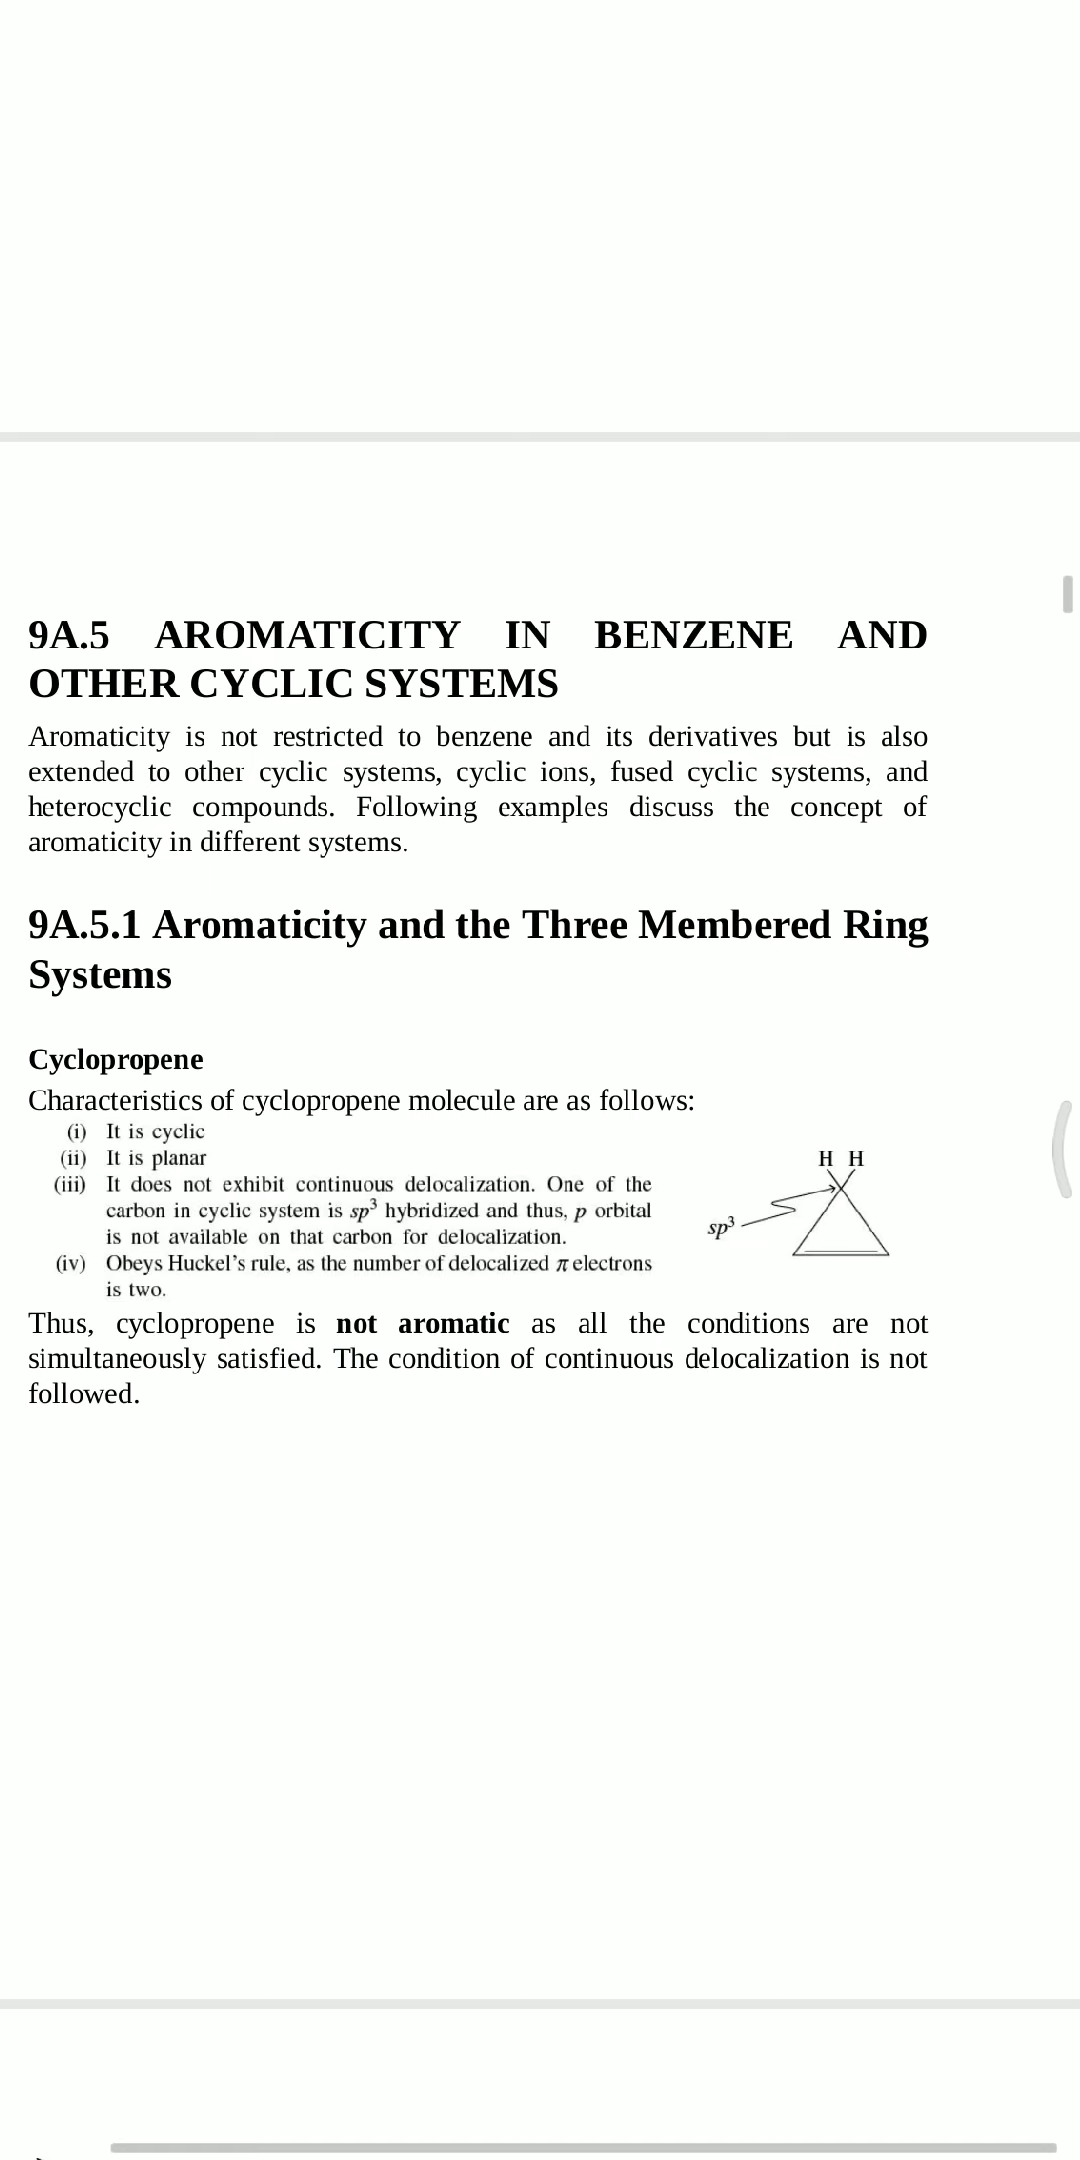 9A.5 AROMATICITY IN BENZENE AND
OTHER CYCLIC SYSTEMS
Aromaticity is not restricted to benzene and its derivatives but is also
extended to other cyclic systems, cyclic ions, fused cyclic systems, and
heterocyclic compounds. Following examples discuss the concept of
aromaticity in different systems.
9A.5.1 Aromaticity and the Three Membered Ring
Systems
Cyclopropene
Characteristics of cyclopropene molecule are as follows:
(i) It is cyclic
(ii) It is planar
(iii) It does not exhibit continuous delocalization. One of the
carbon in cyclic system is sp³ hybridized and thus, p orbital
is not available on that carbon for delocalization.
(iv) Obeys Huckel's rule, as the number of delocalized π electrons
is two.
H H
sp³
Thus, cyclopropene is not aromatic as all the conditions are not
simultaneously satisfied. The condition of continuous delocalization is not
followed.